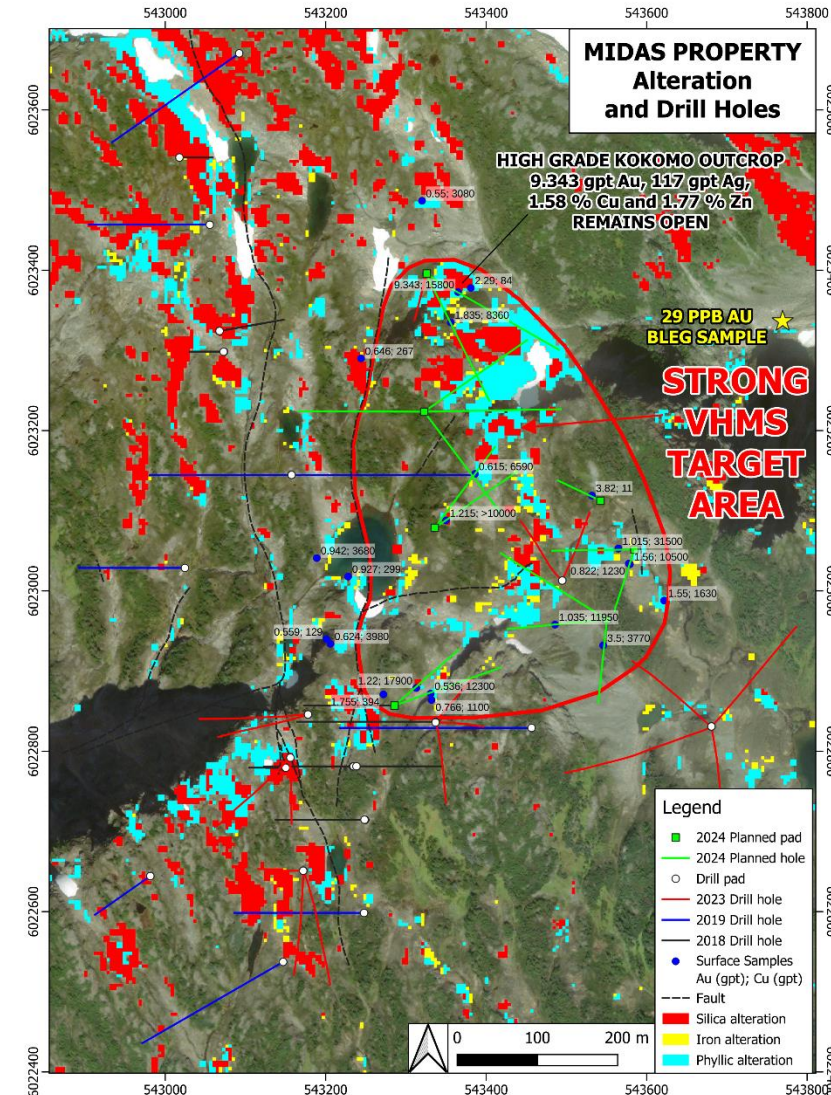 543000 543200 543400 543600 543800
MIDAS PROPERTY
Alteration
and Drill Holes
6023600
6023400
6023200
6023000
6022800
6022600
6022400
HIGH GRADE KOKOMO OUTCROP
9.343 gpt Au, 117 gpt Ag,
1.58 % Cu and 1.77 % Zn
REMAINS OPEN
0.55; 3080
2.29; 84
9.343; 15800
1.835; 8360
29 PPB AU
BLEG SAMPLE
0.646; 267
STRONG
VHMS
TARGET
AREA
0.615; 6590
3.82; 11
1.215; >10000
1.015; 31500
0.942; 3680
1.56; 10500
0.822; 1230
0.927; 299
1.55; 1630
1.035; 11950
0.559; 129
0.624; 3980
3.5; 3770
1.22; 17900
0.536; 12300
0.766; 1100
1.755; 394
Legend
2024 Planned pad
2024 Planned hole
Drill pad
2023 Drill hole
2019 Drill hole
2018 Drill hole
Surface Samples
Au (gpt); Cu (gpt)
Fault
Silica alteration
Iron alteration
Phyllic alteration
0 100 200 m
543000 543200 543400 543600 543800